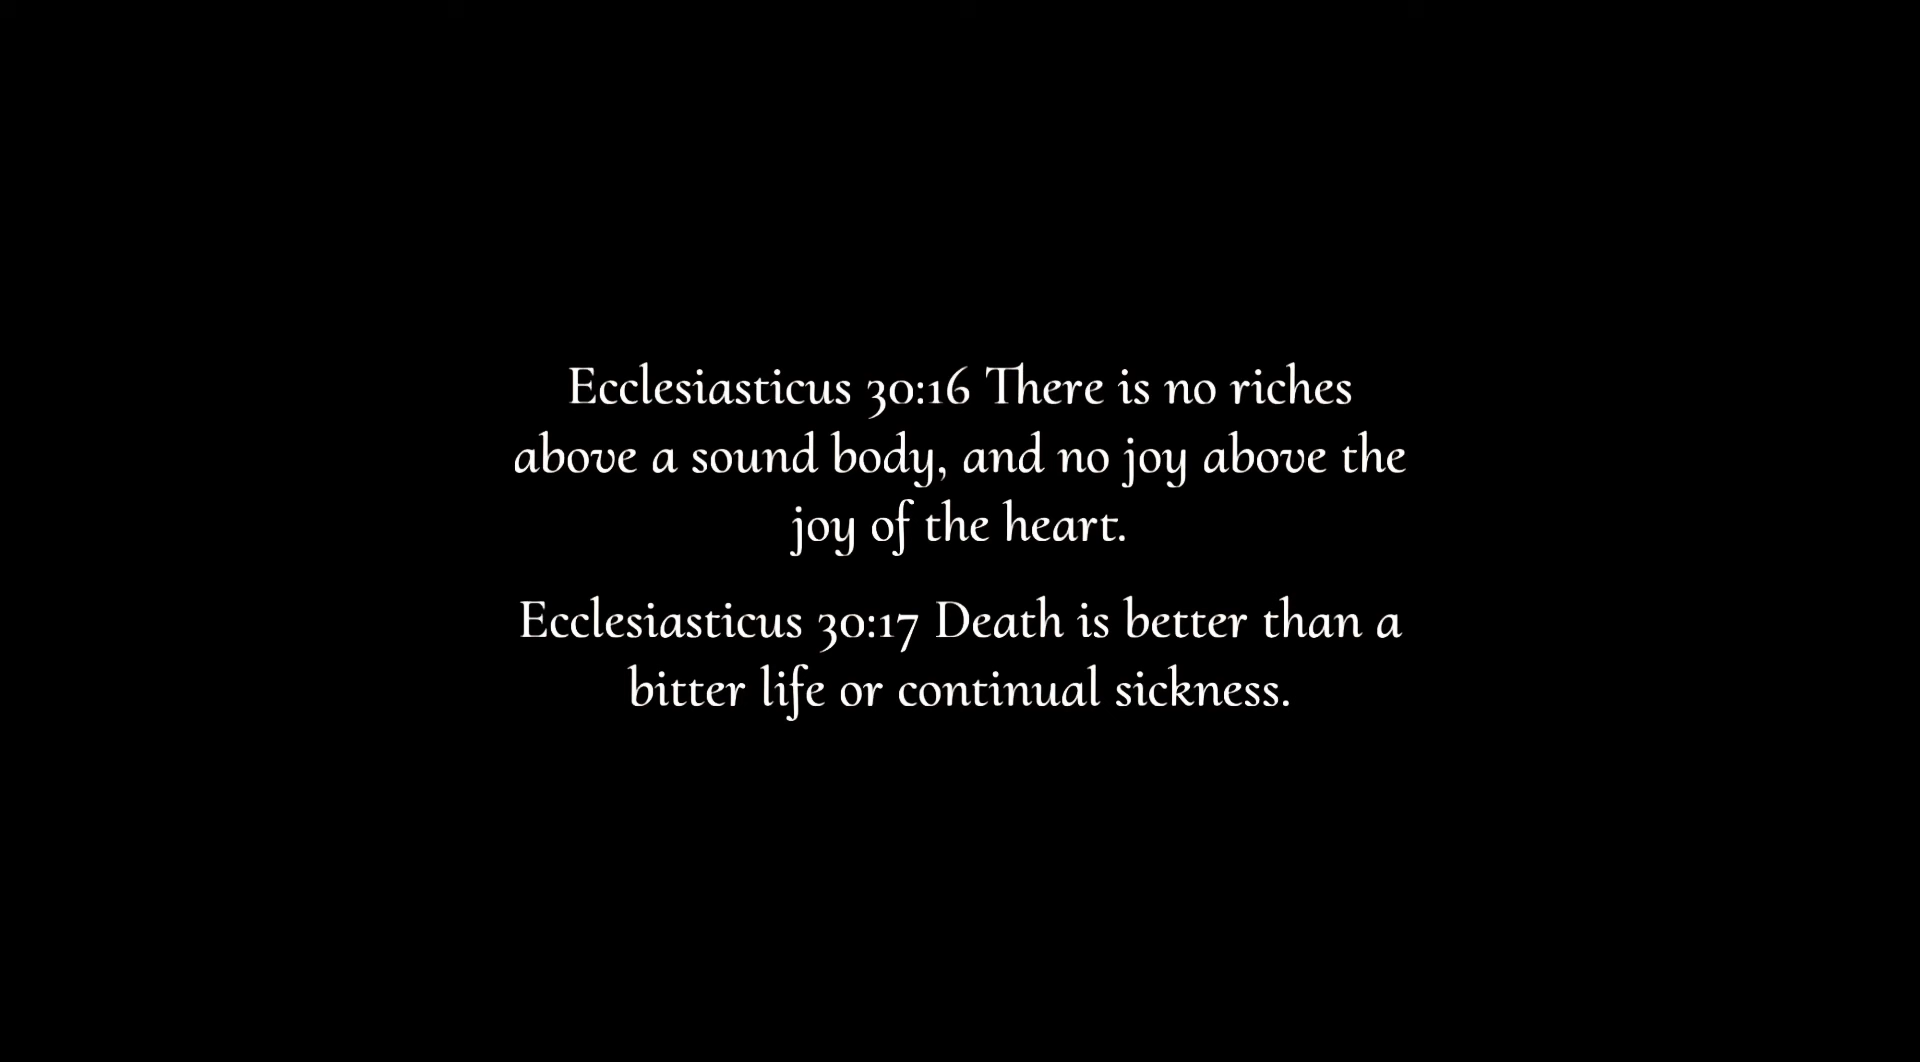 Ecclesiasticus 30:16 There is no riches
above a sound body, and no joy above the
joy of the heart.
Ecclesiasticus 30:17 Death is better than a
bitter life or continual sickness.